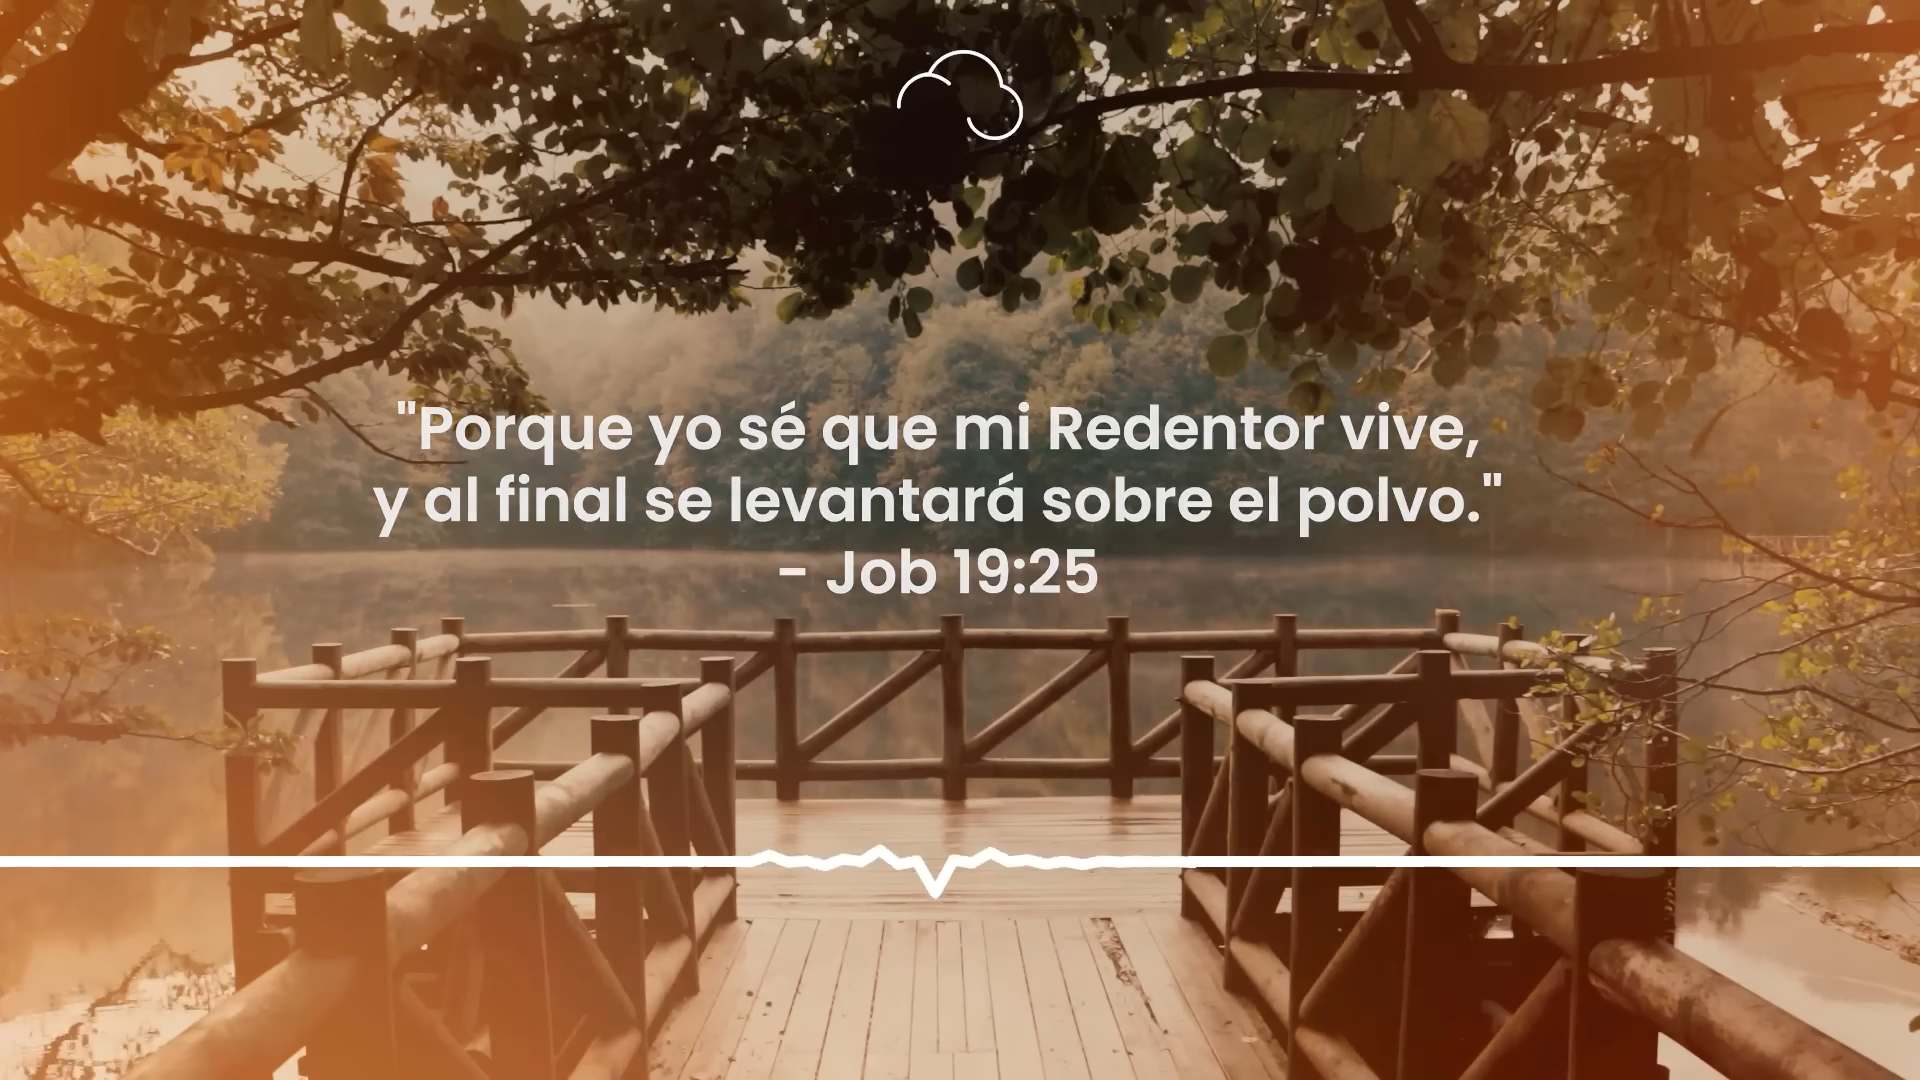 "Porque yo sé que mi Redentor vive,
y al final se levantará sobre el polvo."
- Job 19:25